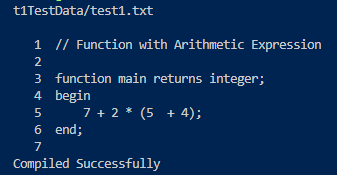 t1TestData/test1.txt
1 // Function with Arithmetic Expression
2
3 function main returns integer;
4 begin
5 7 + 2 * (5 + 4);
6 end;
7
Compiled Successfully